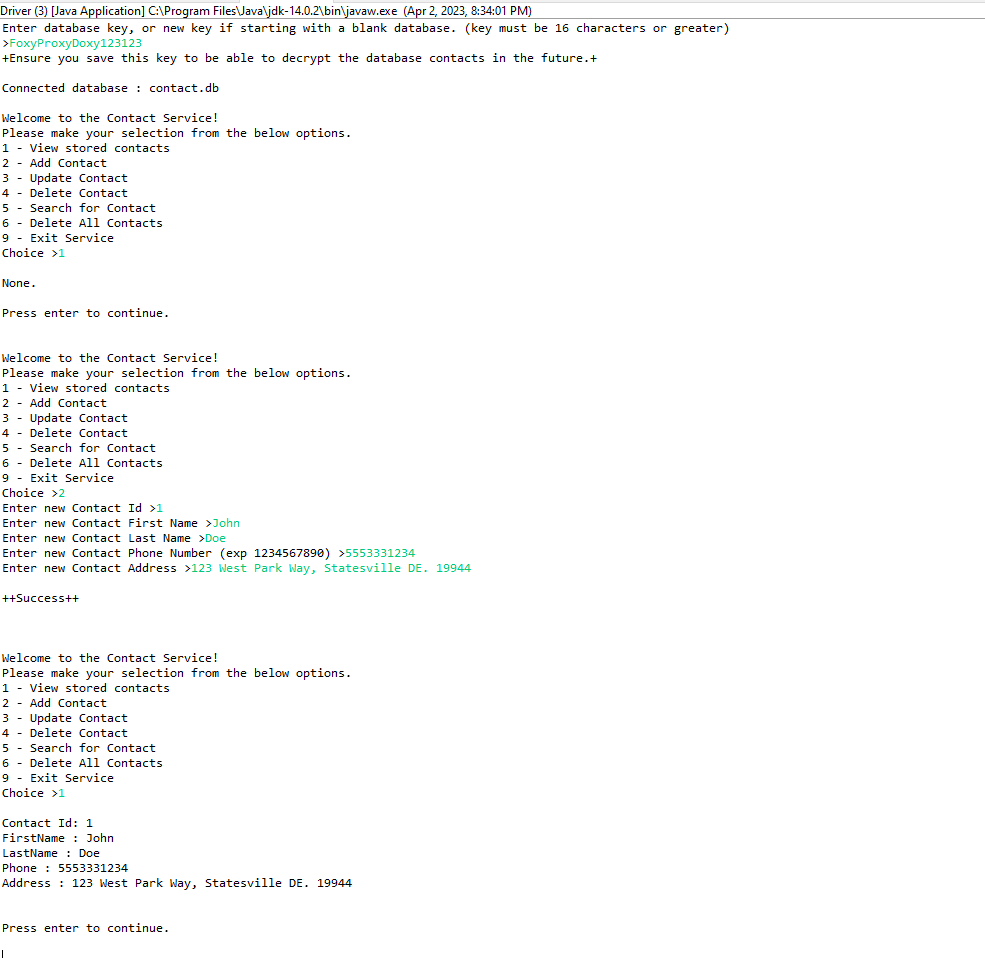 Driver (3) [Java Application] C:\Program Files\Java\jdk-14.0.2\bin\javaw.exe (Apr 2, 2023, 8:34:01 PM)
Enter database key, or new key if starting with a blank database. (key must be 16 characters or greater)
>FoxyProxyDoxy123123
+Ensure you save this key to be able to decrypt the database contacts in the future.+
Connected database : contact.db
Welcome to the Contact Service!
Please make your selection from the below options.
1 - View stored contacts
2 - Add Contact
3 - Update Contact
4 - Delete Contact
5 - Search for Contact
6 - Delete All Contacts
9 - Exit Service
Choice >1
None.
Press enter to continue.
Welcome to the Contact Service!
Please make your selection from the below options.
1 - View stored contacts
2 - Add Contact
3 - Update Contact
4 - Delete Contact
5 - Search for Contact
6 - Delete All Contacts
9 - Exit Service
Choice >2
Enter new Contact Id >1
Enter new Contact First Name >John
Enter new Contact Last Name >Doe
Enter new Contact Phone Number (exp 1234567890) >5553331234
Enter new Contact Address >123 West Park Way, Statesville DE. 19944
++Success++
Welcome to the Contact Service!
Please make your selection from the below options.
1 - View stored contacts
2 - Add Contact
3 - Update Contact
4 - Delete Contact
5 - Search for Contact
6 - Delete All Contacts
9 - Exit Service
Choice >1
Contact Id: 1
FirstName : John
LastName : Doe
Phone : 5553331234
Address : 123 West Park Way, Statesville DE. 19944
Press enter to continue.